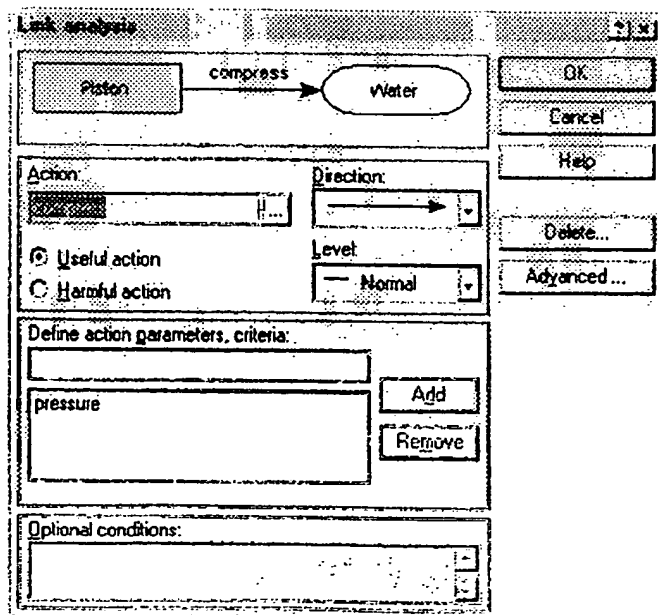 Link analysis
Piston
compress
Water
OK
Cancel
Help
Action:
Direction:
...
Useful action
Harmful action
Level:
Normal
Delete...
Advanced ...
Define action parameters, criteria:
pressure
Add
Remove
Optional conditions: